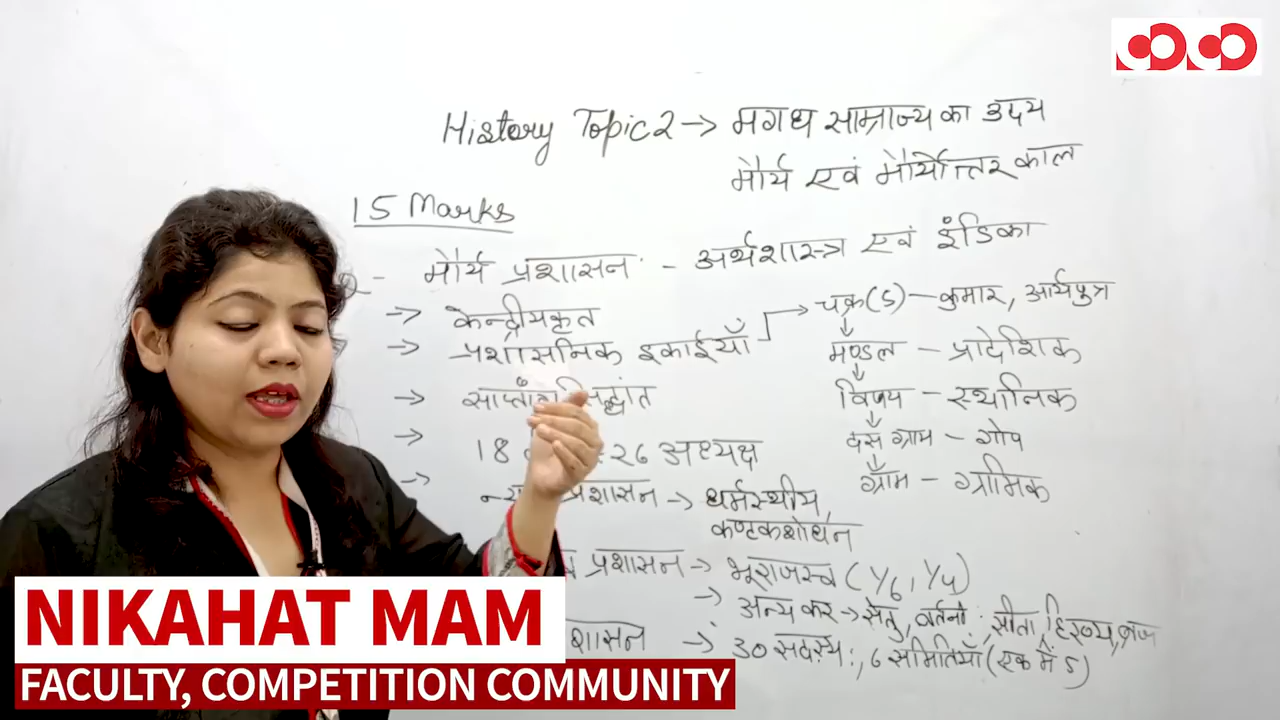 History Topic 2 → मगध साम्राज्य का उदय
मौर्य एवं मौर्योत्तर काल
15 Marks
मौर्य प्रशासन - अर्थशास्त्र एवं इंडिका
→ केन्द्रीयकृत
→ प्रशासनिक इकाईयाँ → चक्र(5) - कुमार, आर्यपुत्र
मण्डल - प्रादेशिक
→ साप्तांग
विषय - स्थानिक
दस ग्राम - गोप
→ 18 26 अध्यक्ष
ग्राम - ग्रामिक
→ प्रशासन → धर्मस्थीय,
कण्टकशोधन
प्रशासन → भूराजस्व (1/6, 1/4)
→ अन्य कर → सेतु, वर्तनी, सीता, हिरण्य,
→ 30 सदस्य, 6 समितियाँ (एक में 5)
NIKAHAT MAM
FACULTY, COMPETITION COMMUNITY